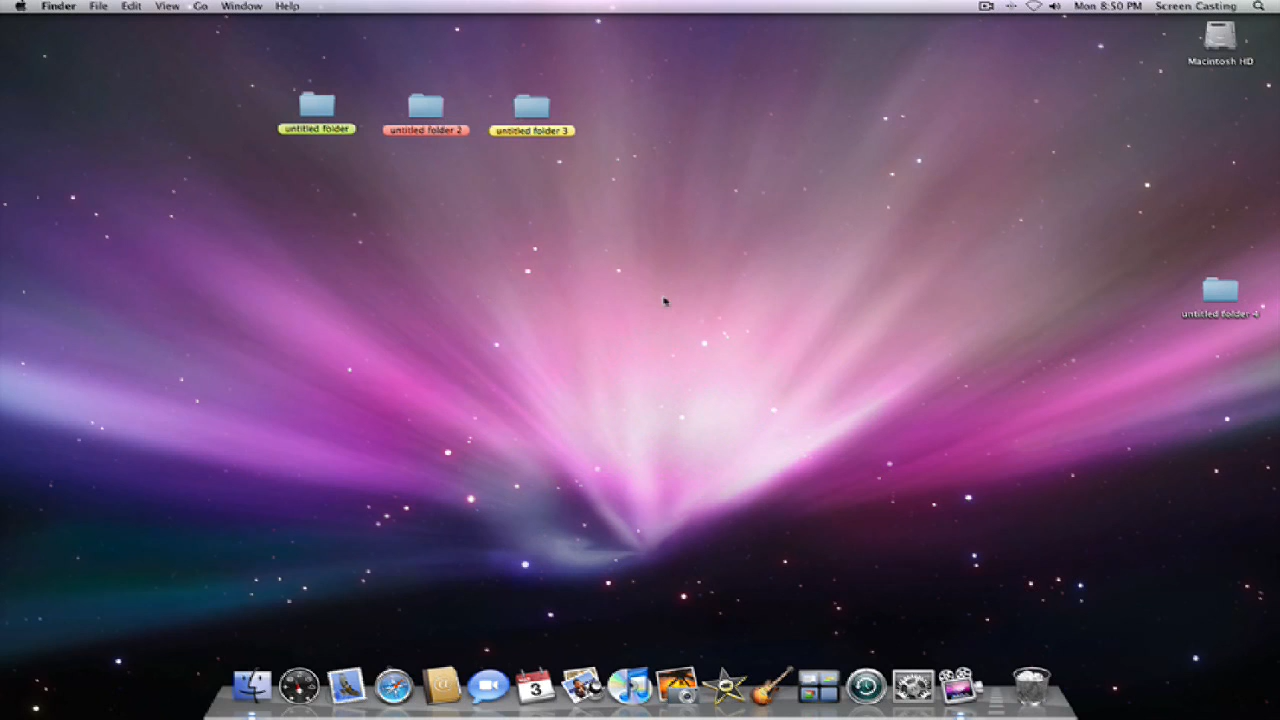 Finder File Edit View Go Window Help Mon 8:50 PM Screen Casting
Macintosh HD
untitled folder untitled folder 2 untitled folder 3
untitled folder 4
3